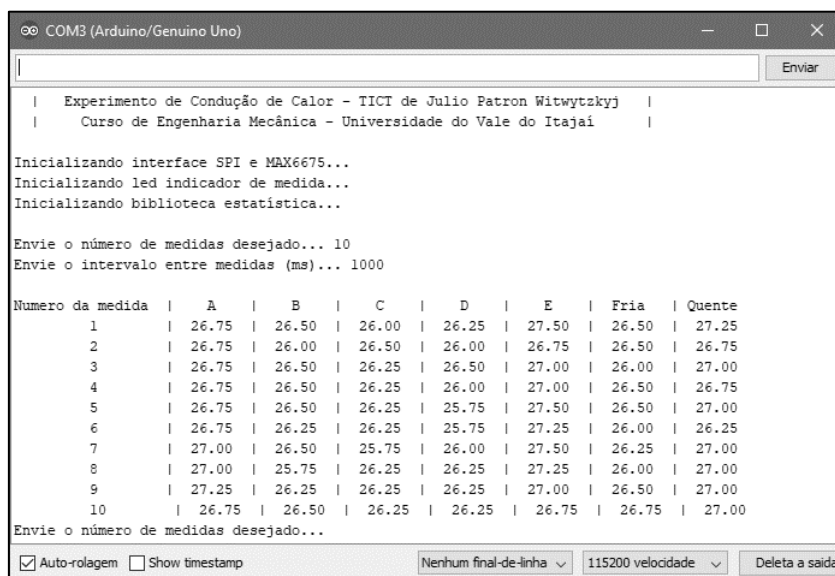 COM3 (Arduino/Genuino Uno)
Enviar
| Experimento de Condução de Calor - TICT de Julio Patron Witwytzkyj |
| Curso de Engenharia Mecânica - Universidade do Vale do Itajaí |
Inicializando interface SPI e MAX6675...
Inicializando led indicador de medida...
Inicializando biblioteca estatística...
Envie o número de medidas desejado... 10
Envie o intervalo entre medidas (ms)... 1000
Numero da medida | A | B | C | D | E | Fria | Quente
1 | 26.75 | 26.50 | 26.00 | 26.25 | 27.50 | 26.50 | 27.25
2 | 26.75 | 26.00 | 26.50 | 26.00 | 26.75 | 26.50 | 26.75
3 | 26.75 | 26.50 | 26.25 | 26.50 | 27.00 | 26.00 | 27.00
4 | 26.75 | 26.50 | 26.25 | 26.00 | 27.00 | 26.50 | 26.75
5 | 26.75 | 26.50 | 26.25 | 25.75 | 27.50 | 26.50 | 27.00
6 | 26.75 | 26.25 | 26.25 | 25.75 | 27.25 | 26.00 | 26.25
7 | 27.00 | 26.50 | 25.75 | 26.00 | 27.50 | 26.25 | 27.00
8 | 27.00 | 25.75 | 26.25 | 26.25 | 27.25 | 26.00 | 27.00
9 | 27.25 | 26.25 | 26.25 | 26.25 | 27.00 | 26.50 | 27.00
10 | 26.75 | 26.50 | 26.25 | 26.25 | 26.75 | 26.75 | 27.00
Envie o número de medidas desejado...
Auto-rolagem Show timestamp Nenhum final-de-linha 115200 velocidade Deleta a saida